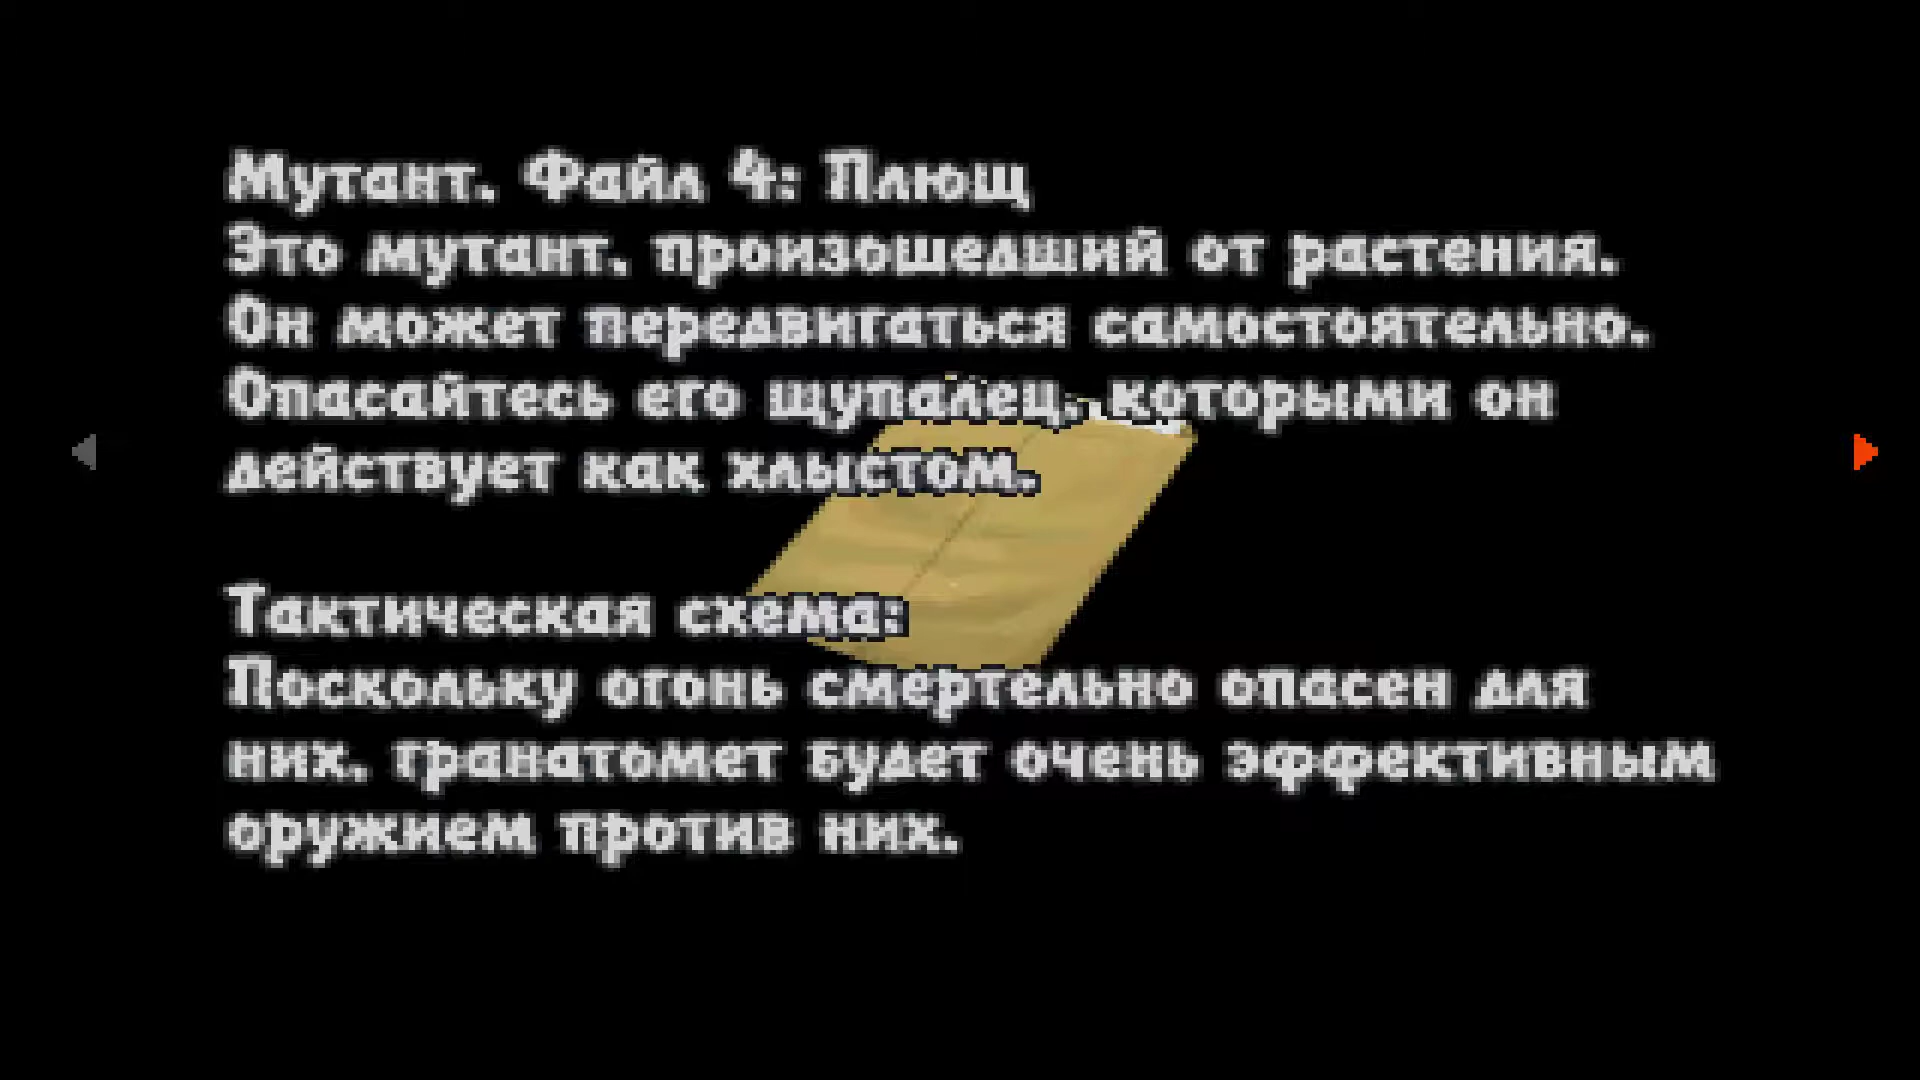 Мутант. Файл 4: Плющ
Это мутант, произошедший от растения.
Он может передвигаться самостоятельно.
Опасайтесь его щупалец, которыми он
действует как хлыстом.
Тактическая схема:
Поскольку огонь смертельно опасен для
них, гранатомет будет очень эффективным
оружием против них.